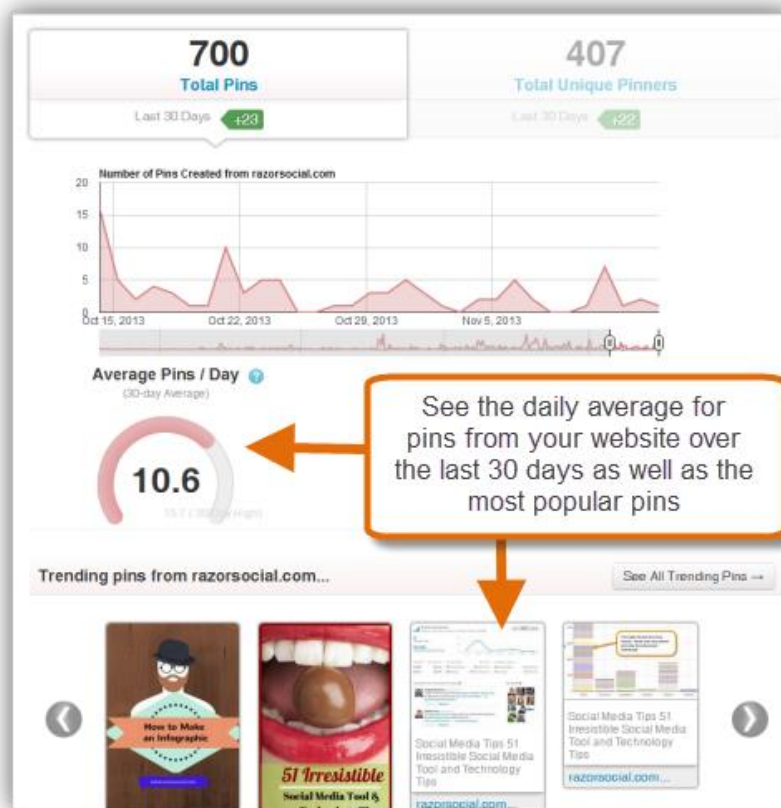 700
Total Pins
Last 30 Days +23
407
Total Unique Pinners
Last 30 Days +22
Number of Pins Created from razorsocial.com
20
15
10
5
0
Oct 15, 2013 Oct 22, 2013 Oct 29, 2013 Nov 5, 2013
Average Pins / Day ?
(30-day Average)
10.6
See the daily average for
pins from your website over
the last 30 days as well as the
most popular pins
Trending pins from razorsocial.com...
See All Trending Pins →
How to Make
an Infographic
51 Irresistible
Social Media Tool &
Social Media Tips 51
Irresistible Social Media
Tool and Technology
Tips
razorsocial.com...
Social Media Tips 51
Irresistible Social Media
Tool and Technology
Tips
razorsocial.com...